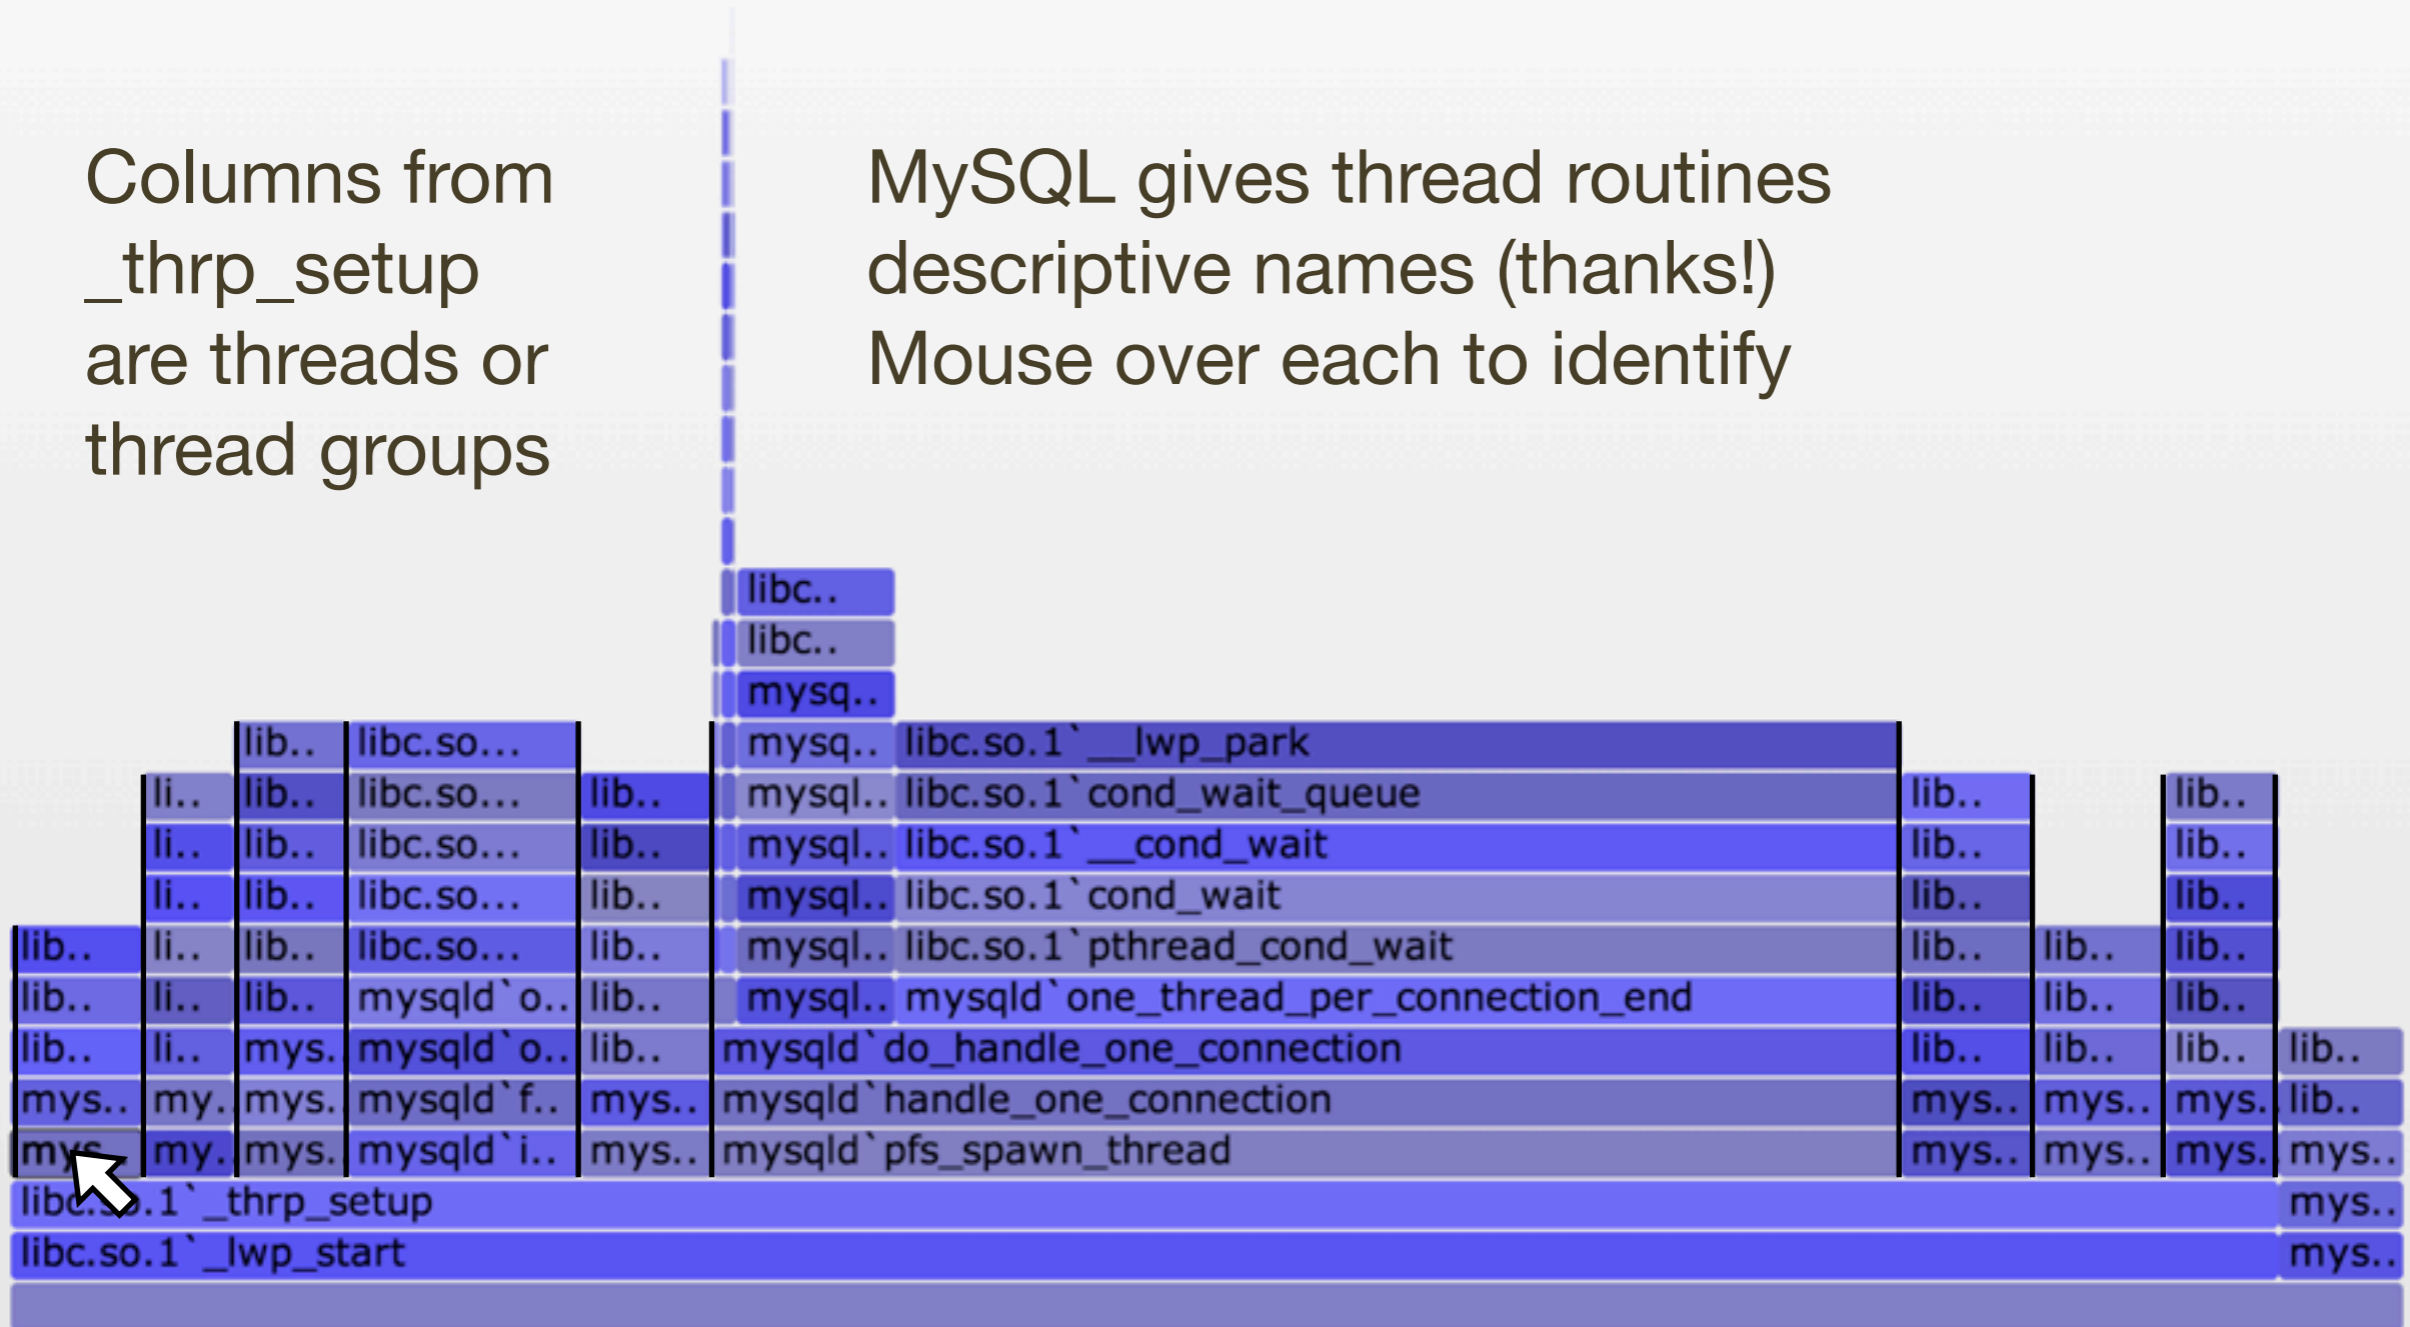 Columns from
_thrp_setup
are threads or
thread groups
MySQL gives thread routines
descriptive names (thanks!)
Mouse over each to identify
libc..
libc..
mysq..
lib.. libc.so... mysq.. libc.so.1`__lwp_park
li.. lib.. libc.so... lib.. mysql.. libc.so.1`cond_wait_queue lib.. lib..
li.. lib.. libc.so... lib.. mysql.. libc.so.1`__cond_wait lib.. lib..
li.. lib.. libc.so... lib.. mysql.. libc.so.1`cond_wait lib.. lib..
lib.. li.. lib.. libc.so... lib.. mysql.. libc.so.1`pthread_cond_wait lib.. lib.. lib..
lib.. li.. lib.. mysqld`o.. lib.. mysql.. mysqld`one_thread_per_connection_end lib.. lib.. lib..
lib.. li.. mys.. mysqld`o.. lib.. mysqld`do_handle_one_connection lib.. lib.. lib.. lib..
mys.. my.. mys.. mysqld`f.. mys.. mysqld`handle_one_connection mys.. mys.. mys.. lib..
mys.. my.. mys.. mysqld`i.. mys.. mysqld`pfs_spawn_thread mys.. mys.. mys.. mys..
libc.so.1`_thrp_setup mys..
libc.so.1`_lwp_start mys..